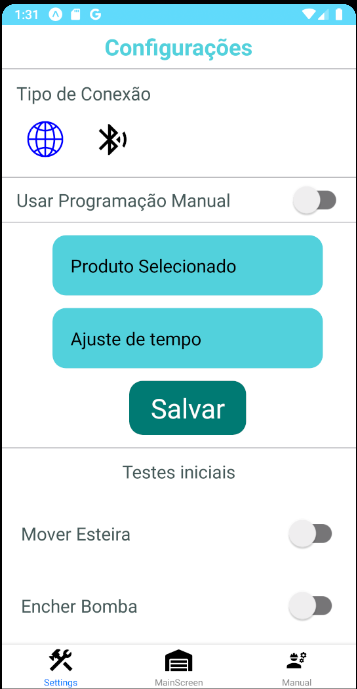 1:31
Configurações
Tipo de Conexão
Usar Programação Manual
Produto Selecionado
Ajuste de tempo
Salvar
Testes iniciais
Mover Esteira
Encher Bomba
Settings MainScreen Manual